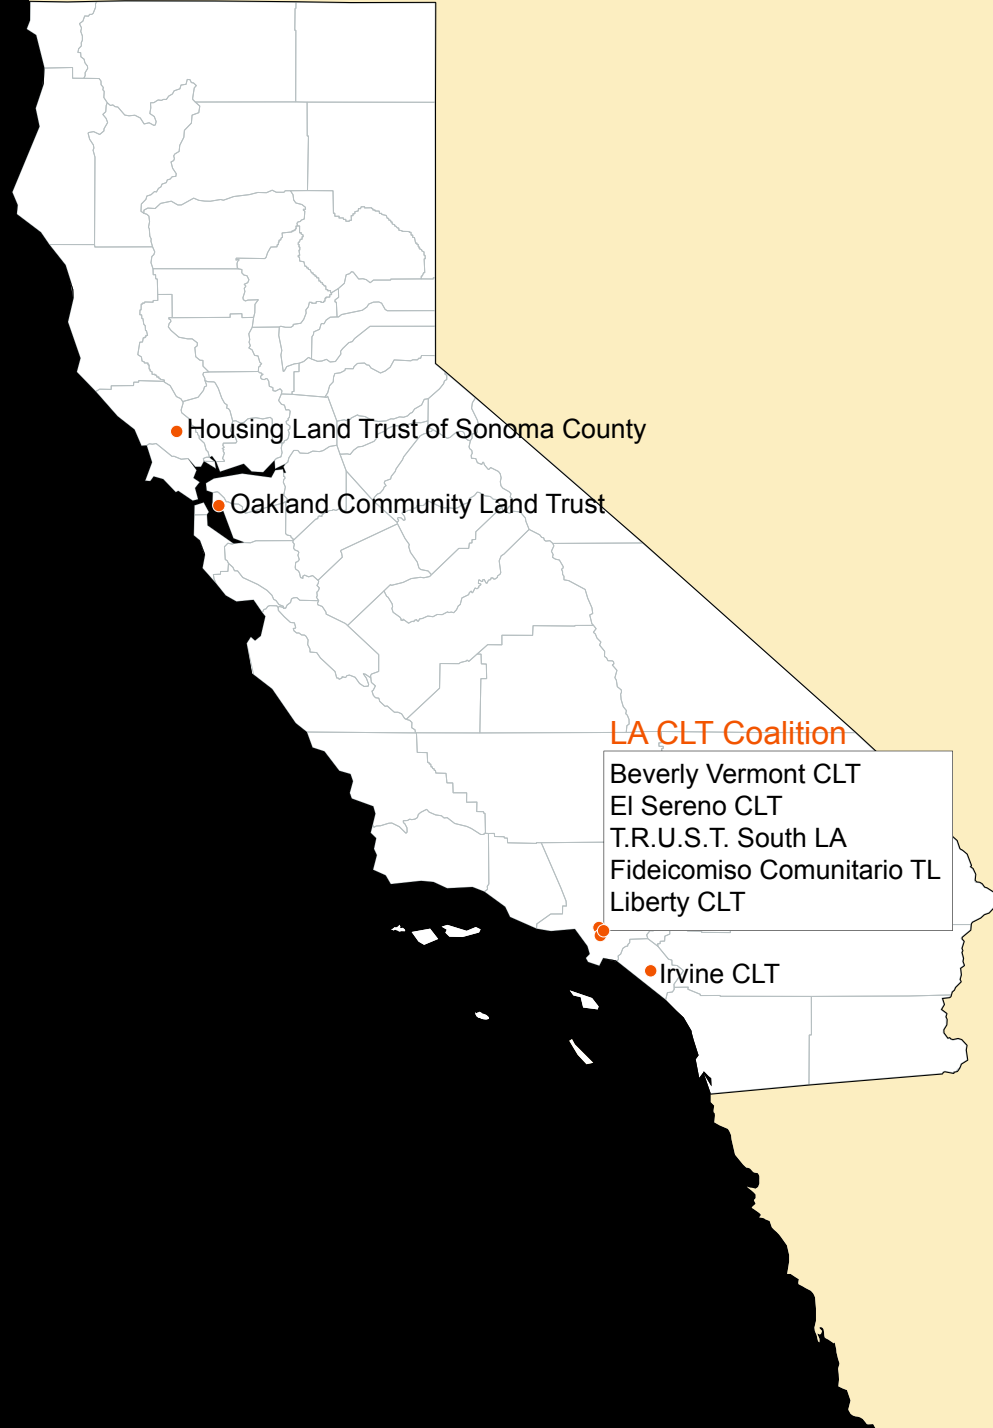 Housing Land Trust of Sonoma County
Oakland Community Land Trust
LA CLT Coalition
Beverly Vermont CLT
El Sereno CLT
T.R.U.S.T. South LA
Fideicomiso Comunitario TL
Liberty CLT
Irvine CLT